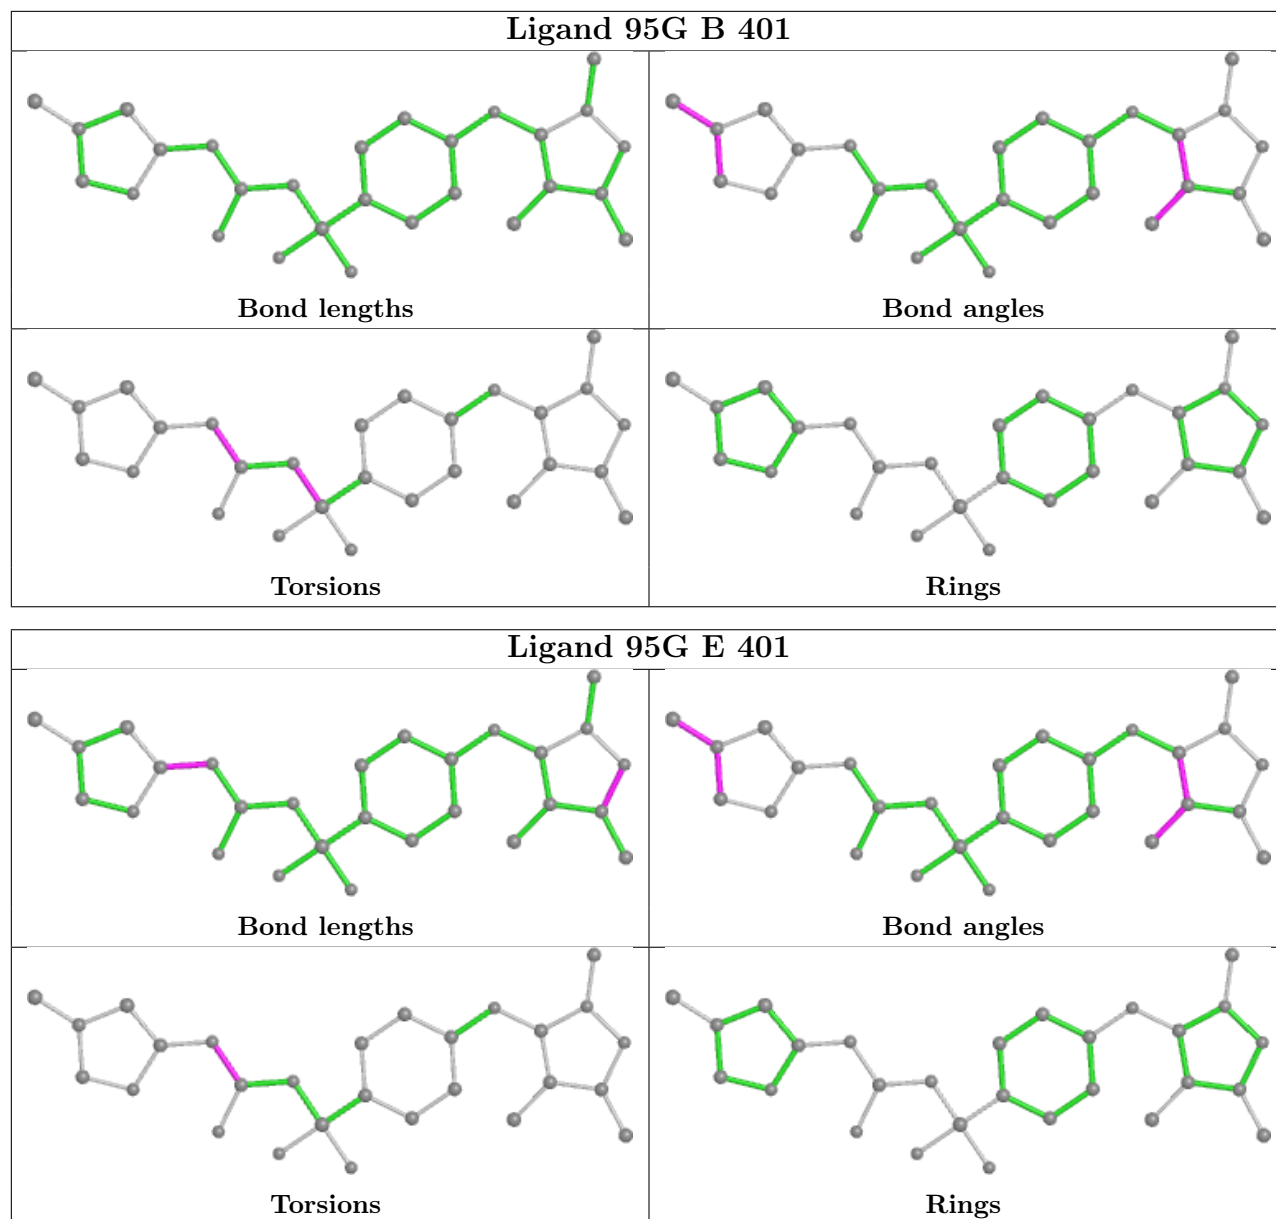 Ligand 95G B 401
Bond lengths
Bond angles
Torsions
Rings
Ligand 95G E 401
Bond lengths
Bond angles
Torsions
Rings